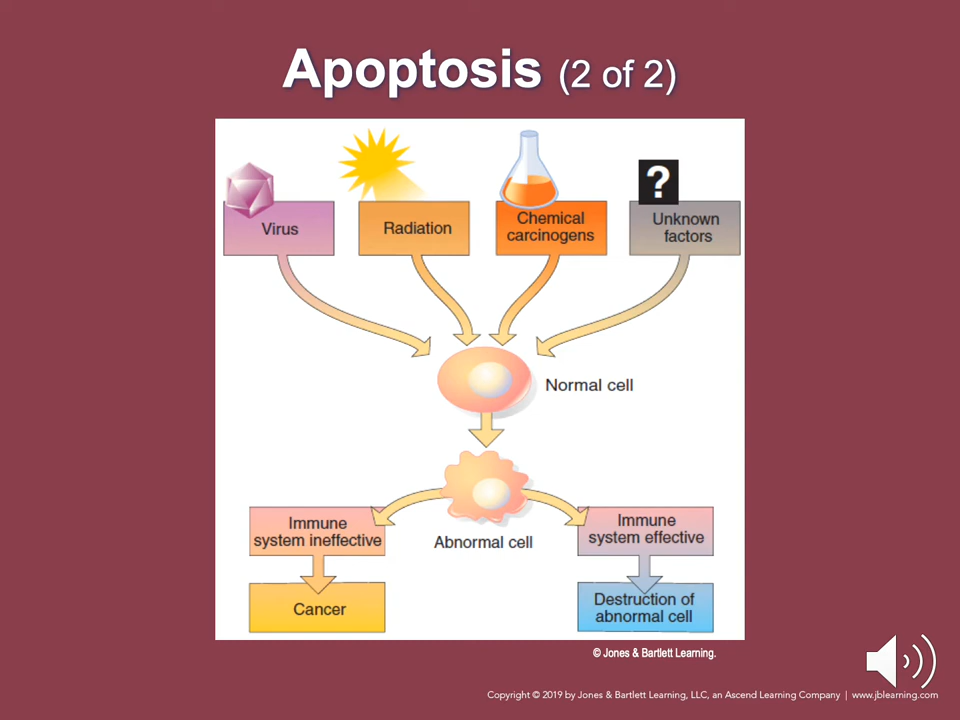 Apoptosis (2 of 2)
?
Virus
Radiation
Chemical
carcinogens
Unknown
factors
Normal cell
Abnormal cell
Immune
system ineffective
Immune
system effective
Cancer
Destruction of
abnormal cell
© Jones & Bartlett Learning.
Copyright © 2019 by Jones & Bartlett Learning, LLC, an Ascend Learning Company | www.jblearning.com